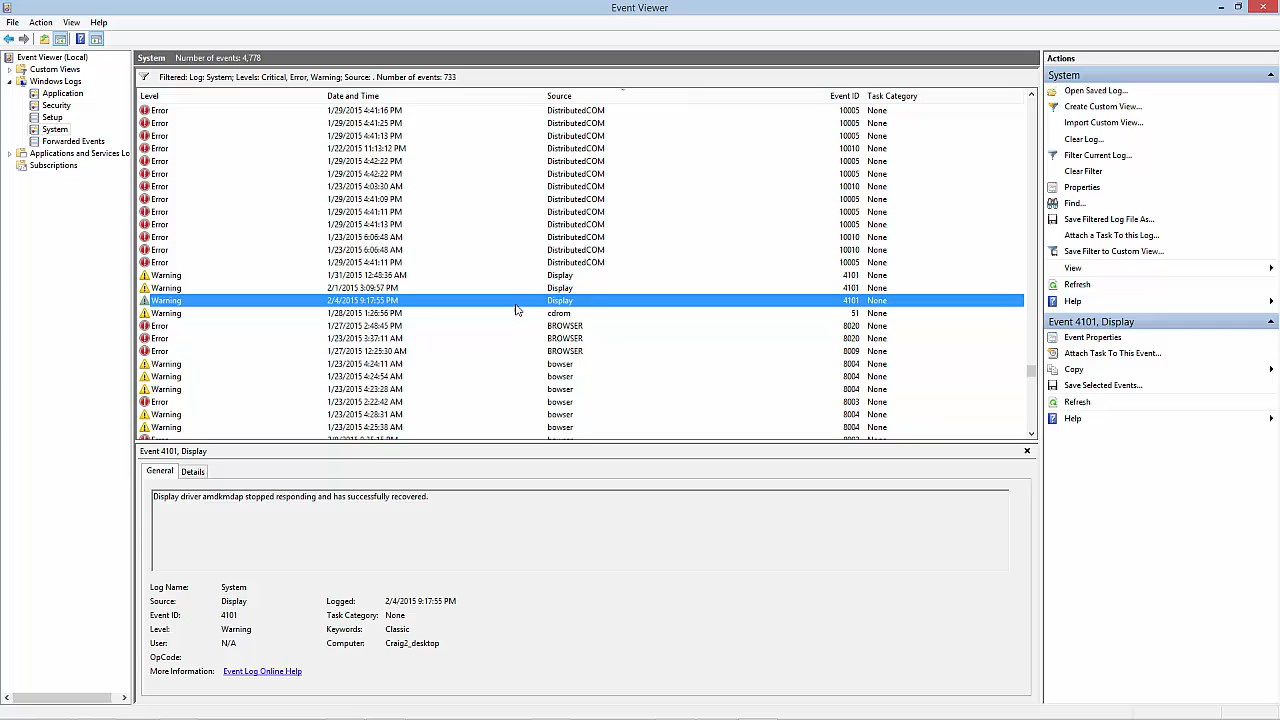 Event Viewer
File Action View Help
Event Viewer (Local)
Custom Views
Windows Logs
Application
Security
Setup
System
Forwarded Events
Applications and Services Lo
Subscriptions
System Number of events: 4,778
Filtered: Log: System; Levels: Critical, Error, Warning; Source: . Number of events: 733
Level Date and Time Source Event ID Task Category
Error 1/29/2015 4:41:16 PM DistributedCOM 10005 None
Error 1/29/2015 4:41:25 PM DistributedCOM 10005 None
Error 1/29/2015 4:41:13 PM DistributedCOM 10005 None
Error 1/22/2015 11:13:12 PM DistributedCOM 10010 None
Error 1/29/2015 4:42:22 PM DistributedCOM 10005 None
Error 1/29/2015 4:42:22 PM DistributedCOM 10005 None
Error 1/23/2015 4:03:30 AM DistributedCOM 10010 None
Error 1/29/2015 4:41:09 PM DistributedCOM 10005 None
Error 1/29/2015 4:41:11 PM DistributedCOM 10005 None
Error 1/29/2015 4:41:13 PM DistributedCOM 10005 None
Error 1/23/2015 6:06:48 AM DistributedCOM 10010 None
Error 1/23/2015 6:06:48 AM DistributedCOM 10010 None
Error 1/29/2015 4:41:11 PM DistributedCOM 10005 None
Warning 1/31/2015 12:48:36 AM Display 4101 None
Warning 2/1/2015 3:09:57 PM Display 4101 None
Warning 2/4/2015 9:17:55 PM Display 4101 None
Warning 1/28/2015 1:26:56 PM cdrom 51 None
Error 1/27/2015 2:48:45 PM BROWSER 8020 None
Error 1/23/2015 3:37:11 AM BROWSER 8020 None
Error 1/27/2015 12:25:30 AM BROWSER 8009 None
Warning 1/23/2015 4:24:11 AM bowser 8004 None
Warning 1/23/2015 4:24:54 AM bowser 8004 None
Warning 1/23/2015 4:23:28 AM bowser 8004 None
Error 1/23/2015 2:22:42 AM bowser 8003 None
Warning 1/23/2015 4:28:31 AM bowser 8004 None
Warning 1/23/2015 4:25:38 AM bowser 8004 None
Event 4101, Display
General Details
Display driver amdkmdap stopped responding and has successfully recovered.
Log Name: System
Source: Display Logged: 2/4/2015 9:17:55 PM
Event ID: 4101 Task Category: None
Level: Warning Keywords: Classic
User: N/A Computer: Craig2_desktop
OpCode:
More Information: Event Log Online Help
Actions
System
Open Saved Log...
Create Custom View...
Import Custom View...
Clear Log...
Filter Current Log...
Clear Filter
Properties
Find...
Save Filtered Log File As...
Attach a Task To this Log...
Save Filter to Custom View...
View
Refresh
Help
Event 4101, Display
Event Properties
Attach Task To This Event...
Copy
Save Selected Events...
Refresh
Help